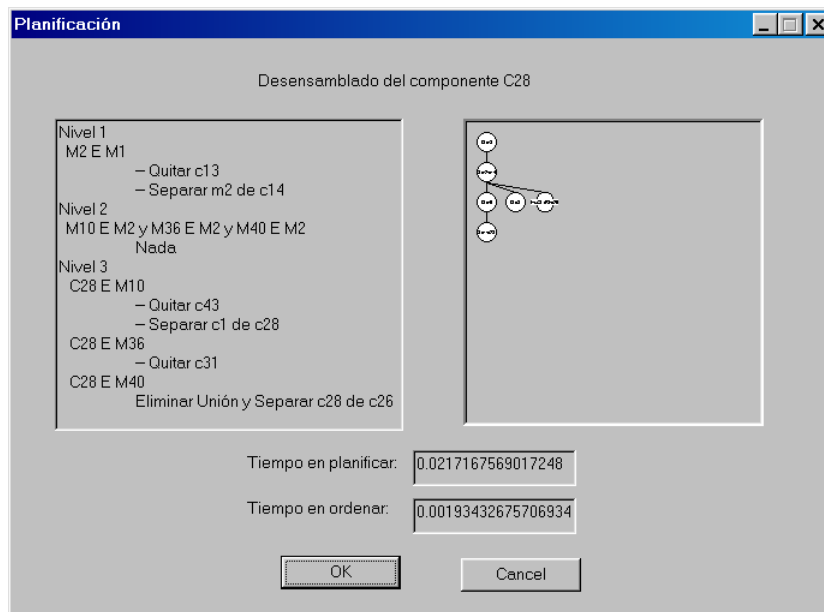 Planificación
Desensamblado del componente C28
Nivel 1
M2 E M1
– Quitar c13
– Separar m2 de c14
Nivel 2
M10 E M2 y M36 E M2 y M40 E M2
Nada
Nivel 3
C28 E M10
– Quitar c43
– Separar c1 de c28
C28 E M36
– Quitar c31
C28 E M40
Eliminar Unión y Separar c28 de c26
Tiempo en planificar:
0.0217167569017248
Tiempo en ordenar:
0.00193432675706934
OK
Cancel